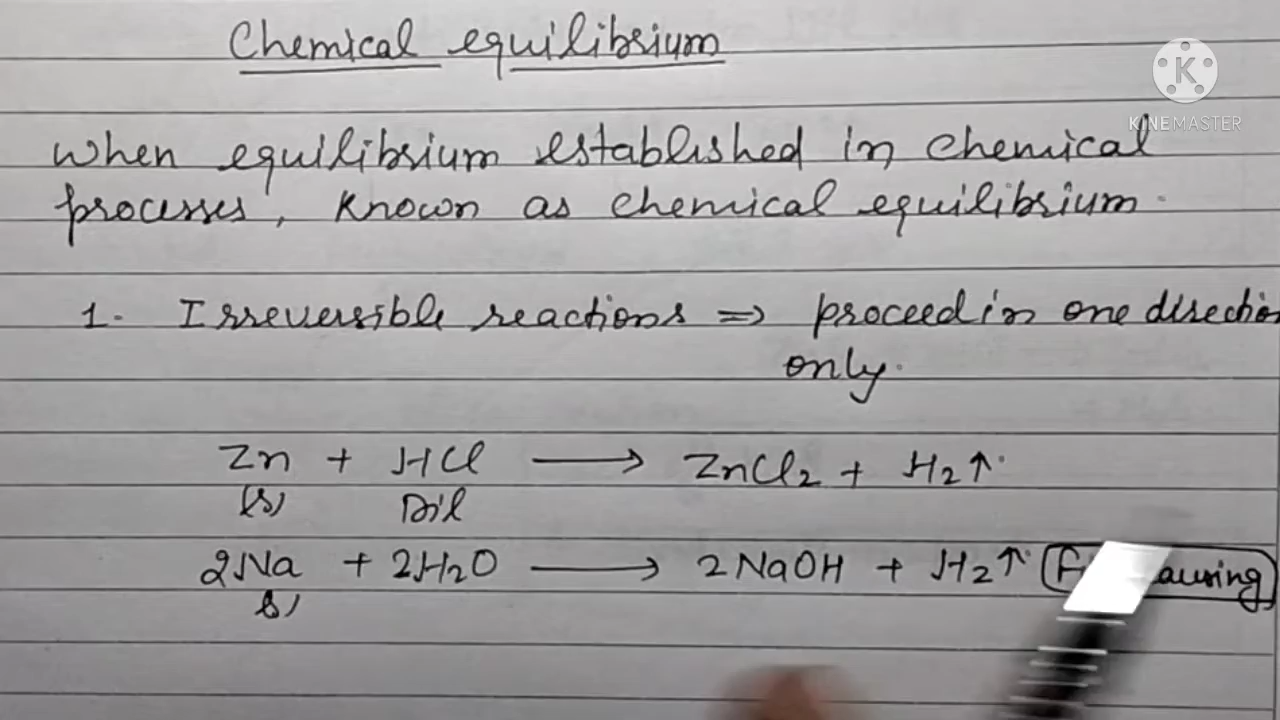 Chemical equilibrium
K
KINEMASTER
When equilibrium established in chemical
processes, known as chemical equilibrium.
1. Irreversible reactions ⇒ proceed in one direction
only.
Zn + HCl ⟶ ZnCl₂ + H₂↑
(s) Dil
2Na + 2H₂O ⟶ 2NaOH + H₂↑
(s)